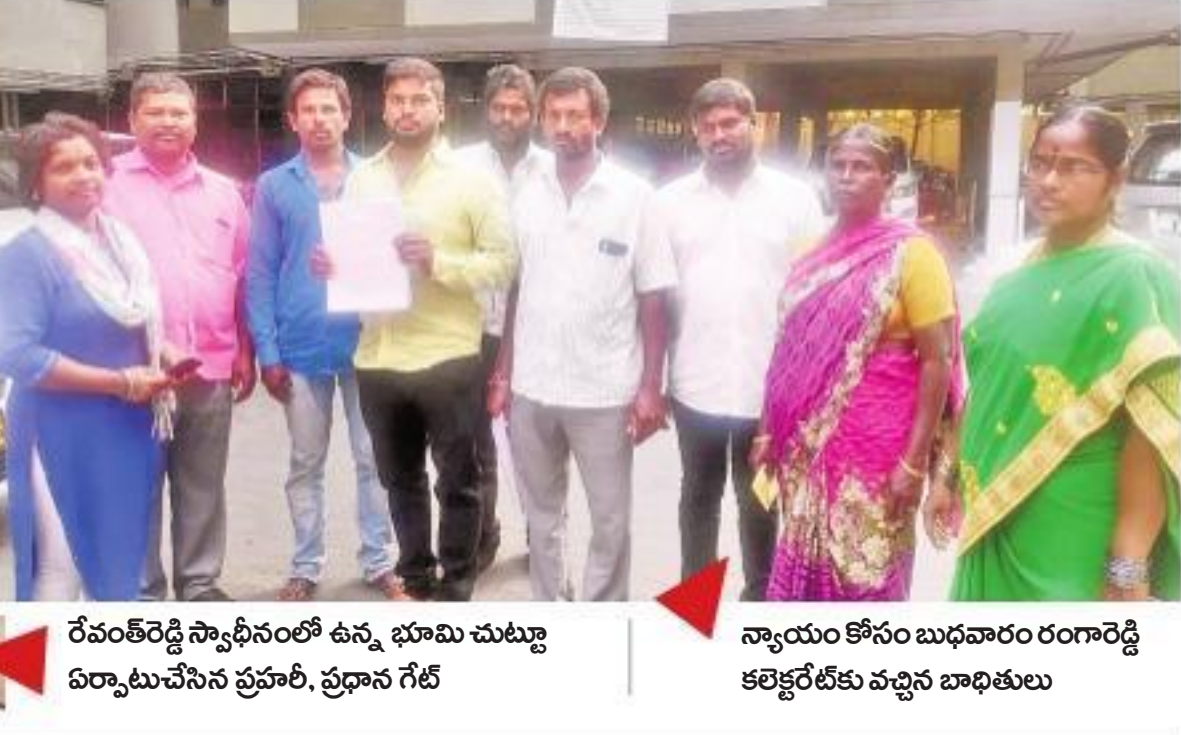 రేవంత్‌రెడ్డి స్వాధీనంలో ఉన్న భూమి చుట్టూ
ఏర్పాటుచేసిన ప్రహరీ, ప్రధాన గేట్
న్యాయం కోసం బుధవారం రంగారెడ్డి
కలెక్టరేట్‌కు వచ్చిన బాధితులు